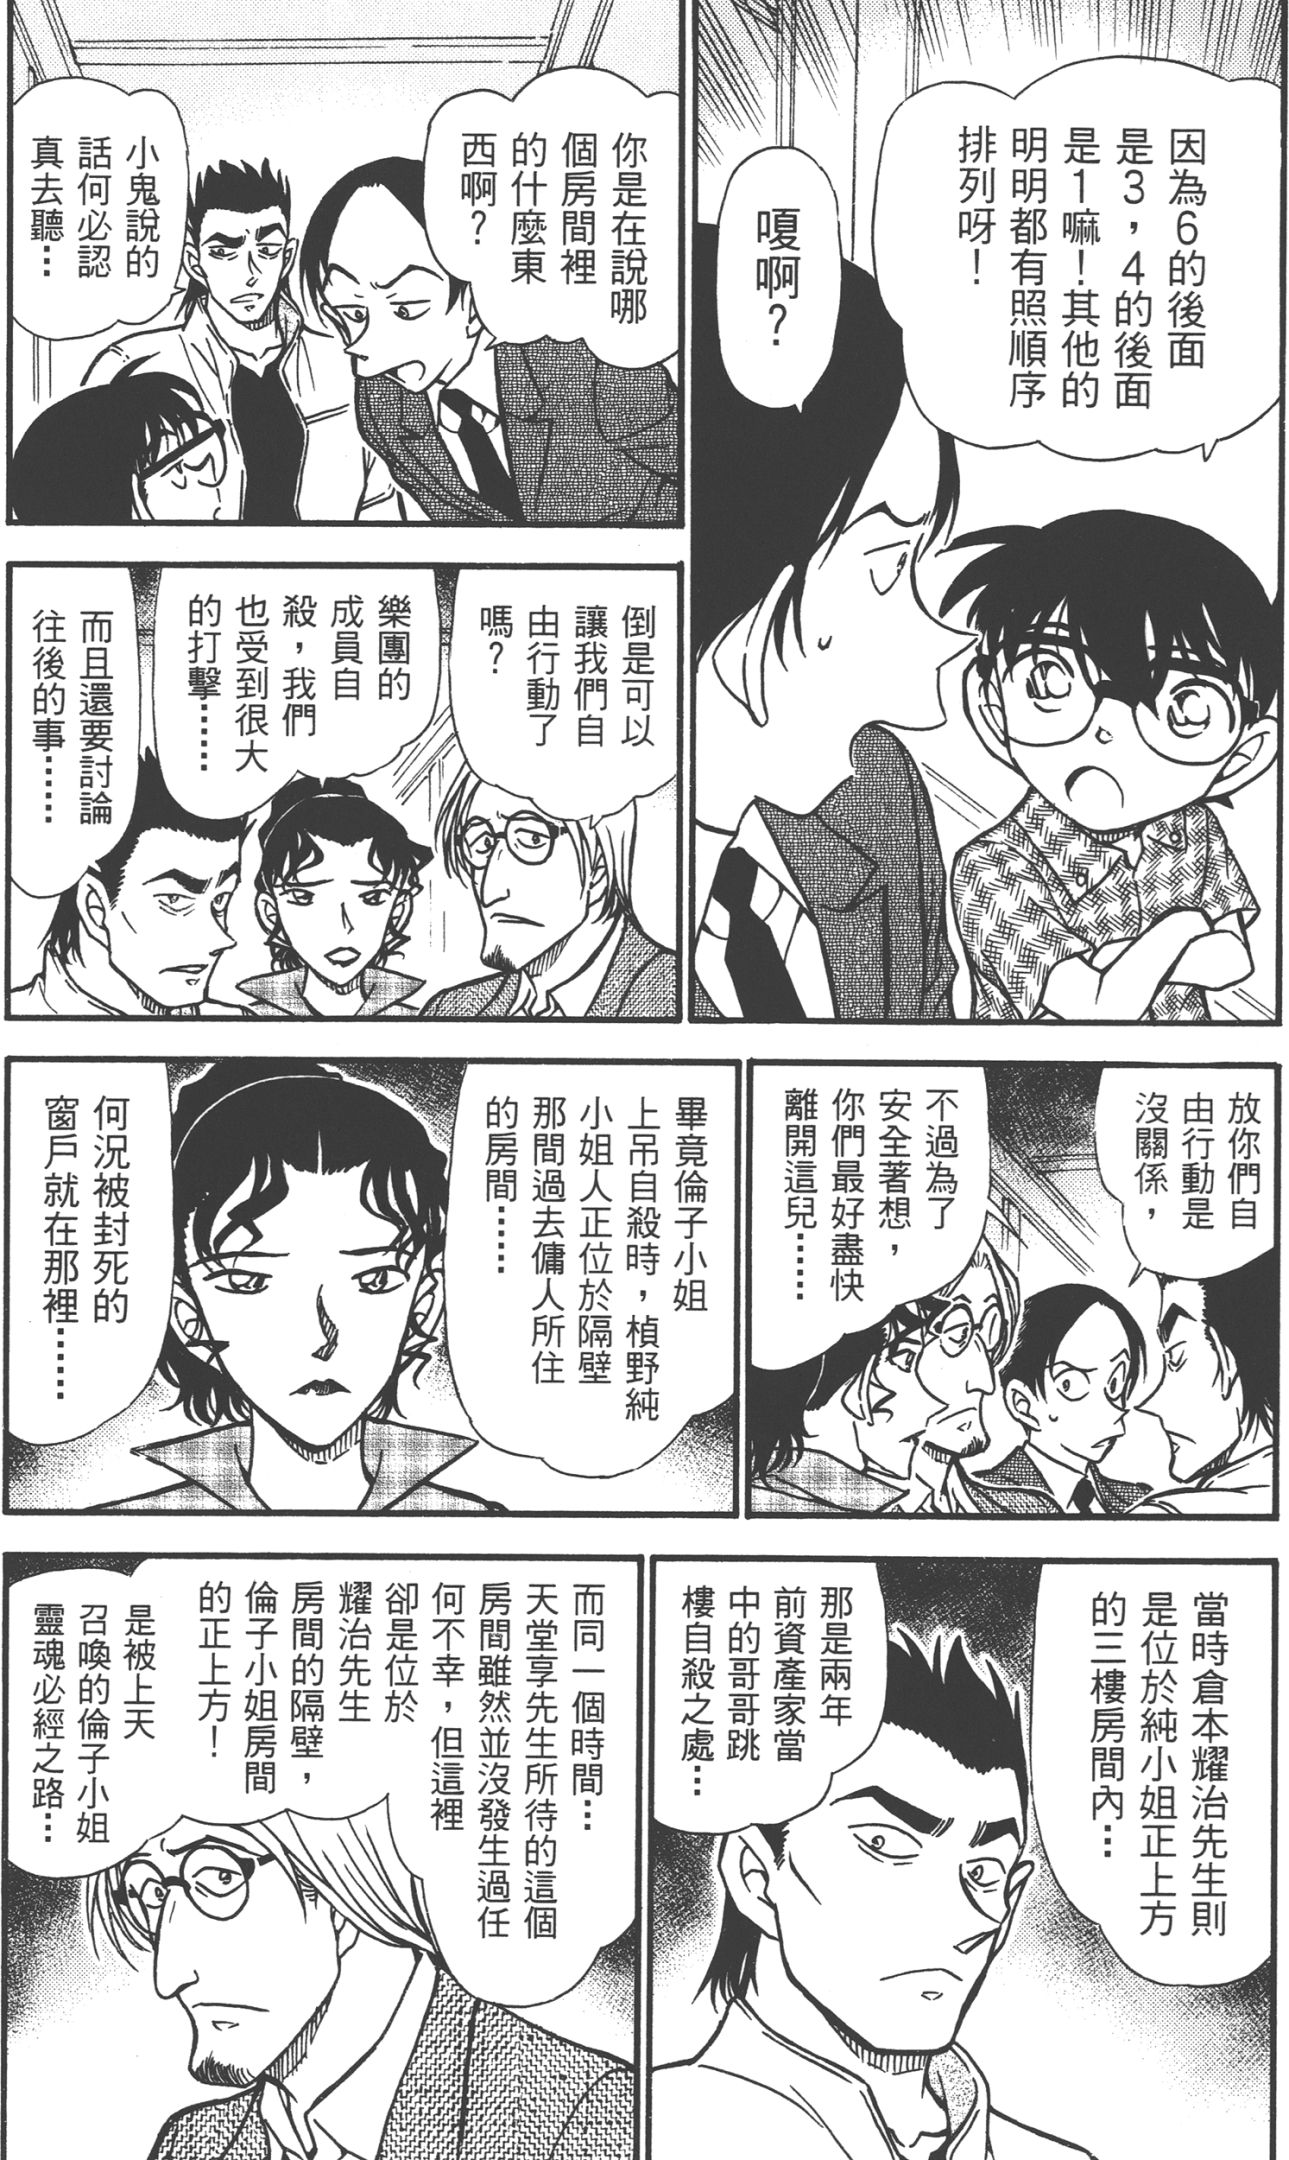 因為6的後面
是3，4的後面
是1嘛！其他的
明明都有照順序
排列呀！
嗄啊？
你是在說哪
個房間裡
的什麼東
西啊？
小鬼說的
話何必認
真去聽…
倒是可以
讓我們自
由行動了
嗎？
樂團的
成員自
殺，我們
也受到很大
的打擊……
而且還要討論
往後的事……
放你們自
由行動是
沒關係，
不過為了
安全著想，
你們最好盡快
離開這兒……
畢竟倫子小姐
上吊自殺時，楨野純
小姐人正位於隔壁
那間過去傭人所住
的房間……
何況被封死的
窗戶就在那裡……
當時倉本耀治先生則
是位於純小姐正上方
的三樓房間內…
那是兩年
前資產家當
中的哥哥跳
樓自殺之處…
而同一個時間…
天堂享先生所待的這個
房間雖然並沒發生過任
何不幸，但這裡
卻是位於
耀治先生
房間的隔壁，
倫子小姐房間
的正上方！
是被上天
召喚的倫子小姐
靈魂必經之路…